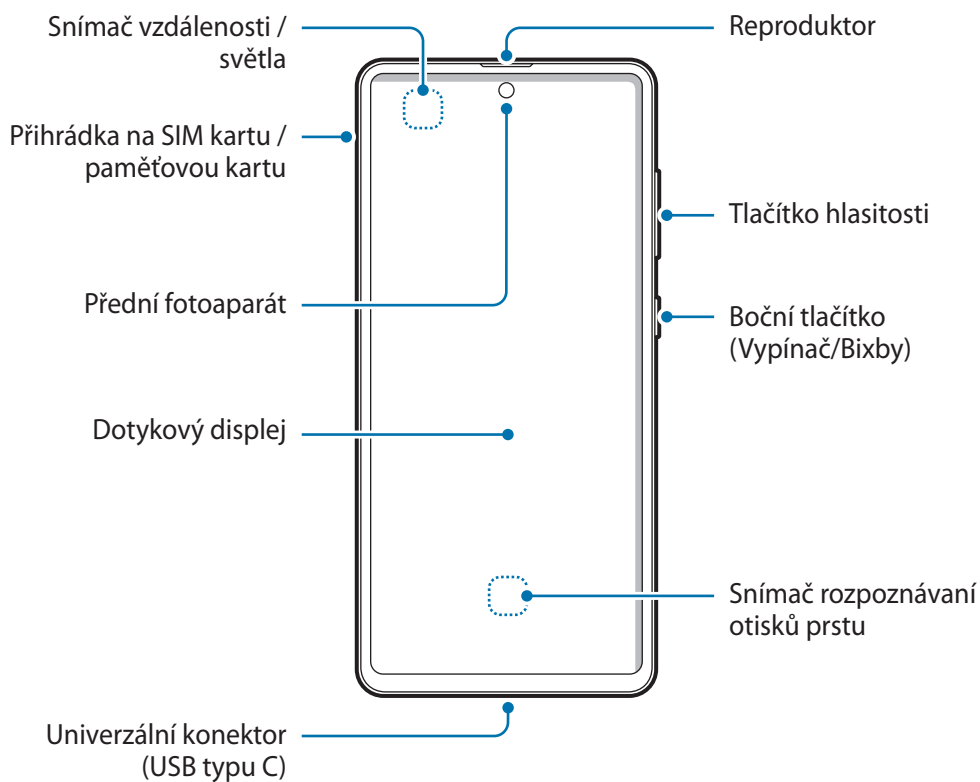 Snímač vzdálenosti /
světla
Přihrádka na SIM kartu /
paměťovou kartu
Přední fotoaparát
Dotykový displej
Univerzální konektor
(USB typu C)
Reproduktor
Tlačítko hlasitosti
Boční tlačítko
(Vypínač/Bixby)
Snímač rozpoznávaní
otisků prstu